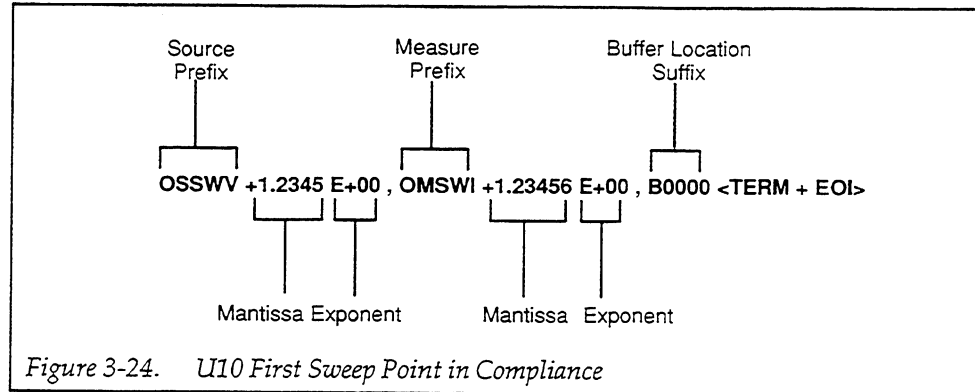 Source
Prefix
Measure
Prefix
Buffer Location
Suffix
OSSWV +1.2345 E+00 , OMSWI +1.23456 E+00 , B0000 <TERM + EOI>
Mantissa Exponent Mantissa Exponent
Figure 3-24. U10 First Sweep Point in Compliance